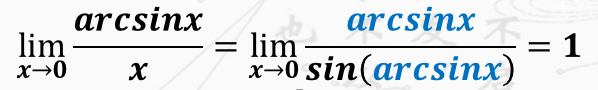 lim x→0 arcsinx / x = lim x→0 arcsinx / sin(arcsinx) = 1